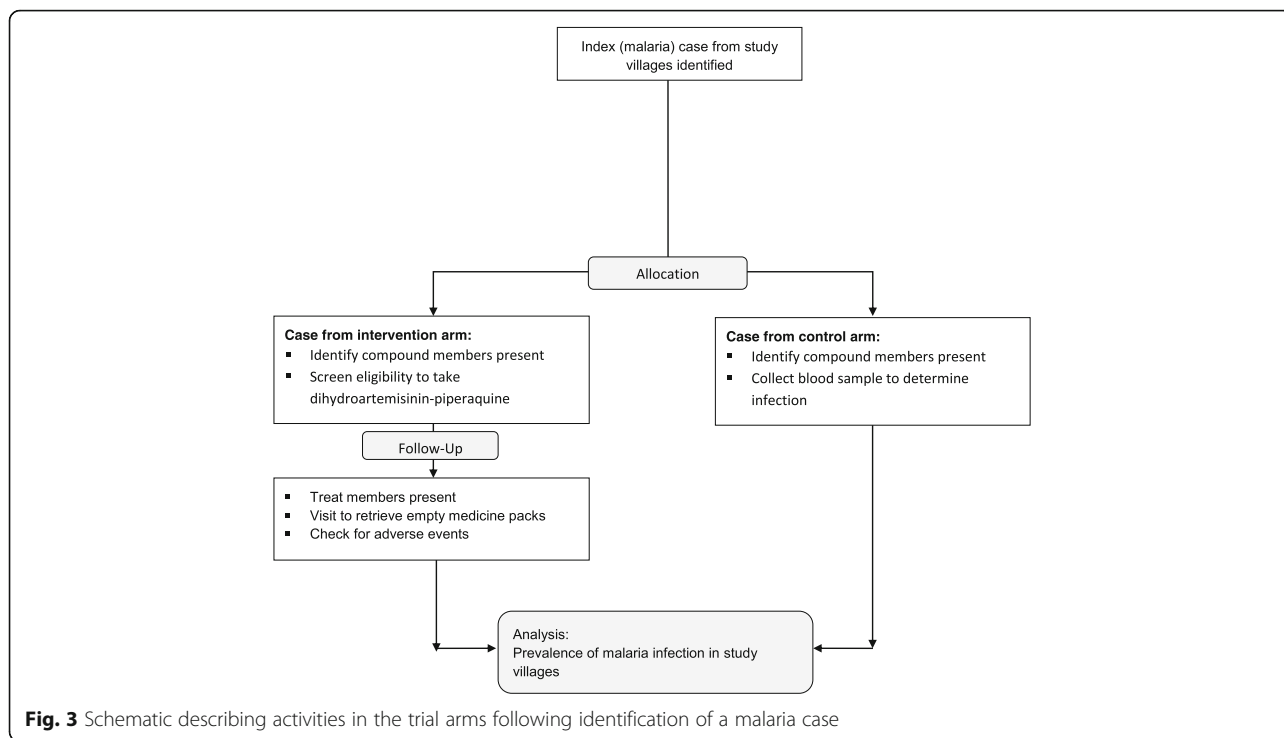 Index (malaria) case from study
villages identified
Allocation
Case from intervention arm:
▪ Identify compound members present
▪ Screen eligibility to take
dihydroartemisinin-piperaquine
Case from control arm:
▪ Identify compound members present
▪ Collect blood sample to determine
infection
Follow-Up
▪ Treat members present
▪ Visit to retrieve empty medicine packs
▪ Check for adverse events
Analysis:
Prevalence of malaria infection in study
villages
Fig. 3 Schematic describing activities in the trial arms following identification of a malaria case